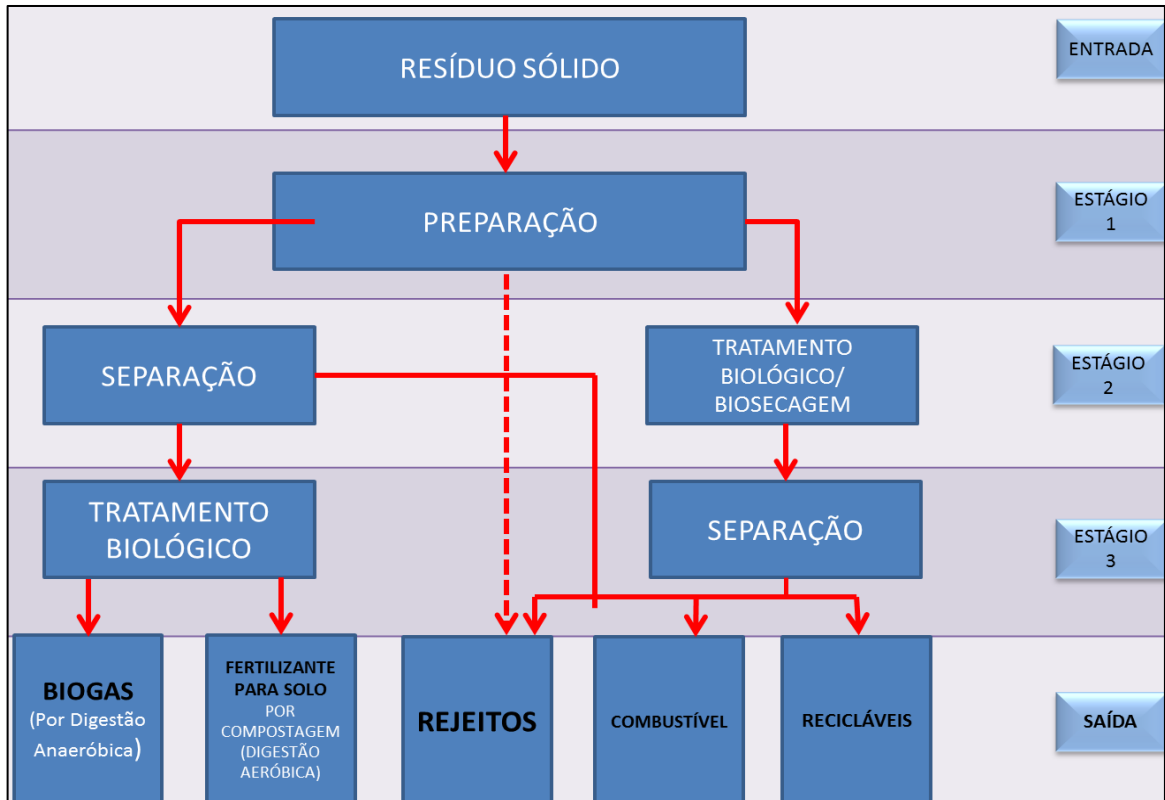 RESÍDUO SÓLIDO
ENTRADA
PREPARAÇÃO
ESTÁGIO
1
SEPARAÇÃO
TRATAMENTO
BIOLÓGICO/
BIOSECAGEM
ESTÁGIO
2
TRATAMENTO
BIOLÓGICO
SEPARAÇÃO
ESTÁGIO
3
BIOGAS
(Por Digestão
Anaeróbica)
FERTILIZANTE
PARA SOLO
POR
COMPOSTAGEM
(DIGESTÃO
AERÓBICA)
REJEITOS
COMBUSTÍVEL
RECICLÁVEIS
SAÍDA